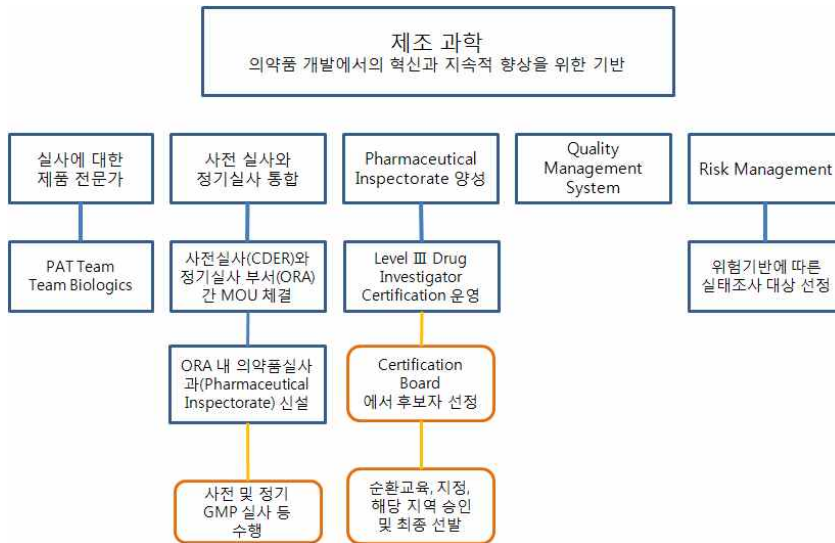 제조 과학
의약품 개발에서의 혁신과 지속적 향상을 위한 기반
실사에 대한
제품 전문가
사전 실사와
정기실사 통합
Pharmaceutical
Inspectorate 양성
Quality
Management
System
Risk Management
PAT Team
Team Biologics
사전실사(CDER)와
정기실사 부서(ORA)
간 MOU 체결
Level Ⅲ Drug
Investigator
Certification 운영
위험기반에 따른
실태조사 대상 선정
ORA 내 의약품실사
과(Pharmaceutical
Inspectorate) 신설
Certification
Board
에서 후보자 선정
사전 및 정기
GMP 실사 등
수행
순환교육, 지정,
해당 지역 승인
및 최종 선발